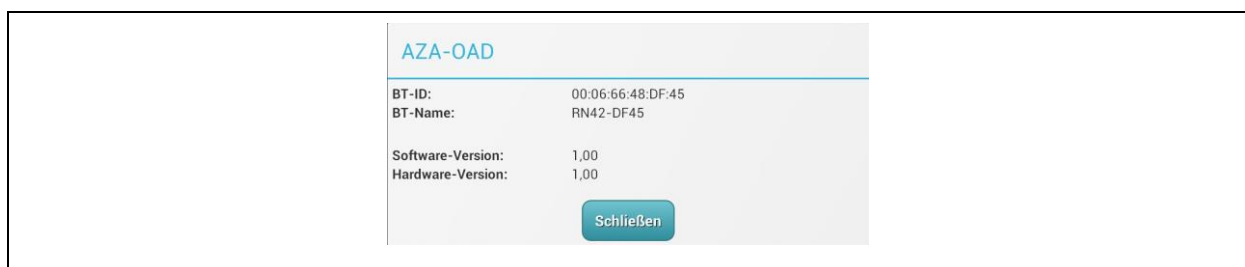 AZA-OAD
BT-ID: 00:06:66:48:DF:45
BT-Name: RN42-DF45
Software-Version: 1,00
Hardware-Version: 1,00
Schließen